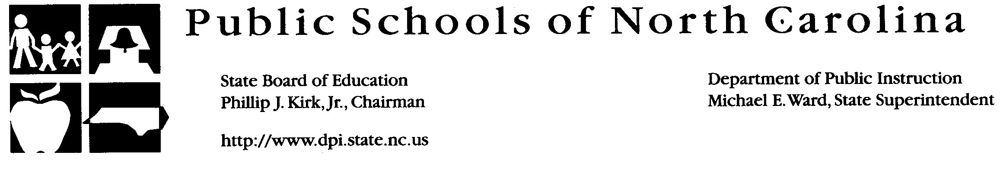 Public Schools of North Carolina
State Board of Education
Phillip J. Kirk, Jr., Chairman
http://www.dpi.state.nc.us
Department of Public Instruction
Michael E. Ward, State Superintendent